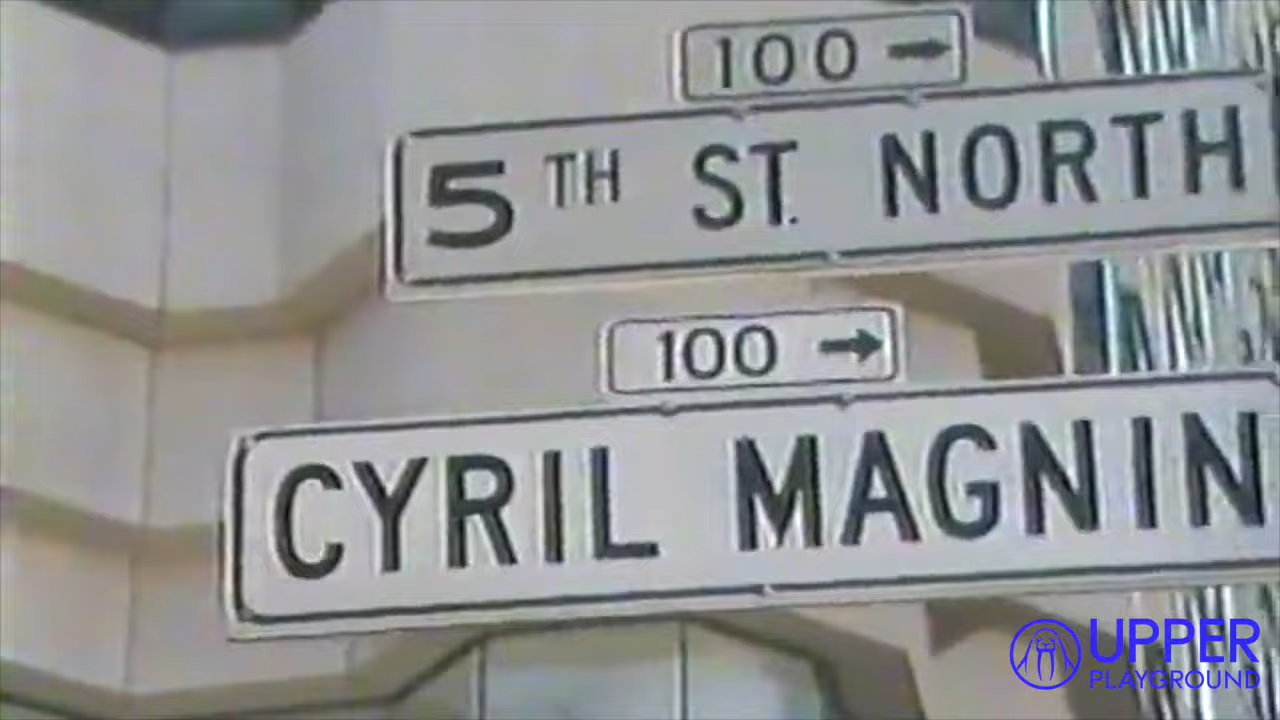 100 →
5TH ST. NORTH
100 →
CYRIL MAGNIN
UPPER
PLAYGROUND